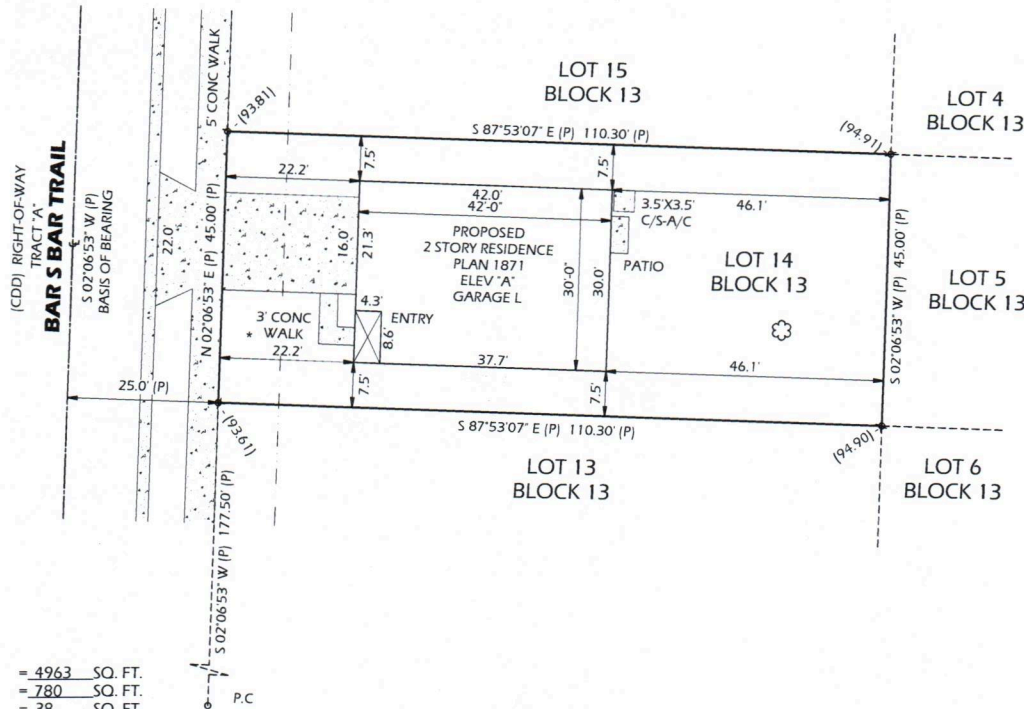 LOT 15
BLOCK 13
LOT 4
BLOCK 13
5' CONC WALK
(93.81)
S 87°53'07" E (P) 110.30' (P)
(94.91)
(CDD) RIGHT-OF-WAY
TRACT "A"
BAR S BAR TRAIL
S 02°06'53" W (P)
BASIS OF BEARING
22.0'
N 02°06'53" E (P) 45.00' (P)
22.2'
7.5'
7.5'
42.0'
42'-0"
3.5'X3.5'
C/S-A/C
46.1'
16.0'
21.3'
PROPOSED
2 STORY RESIDENCE
PLAN 1871
ELEV "A"
GARAGE L
30'-0"
30.0'
PATIO
LOT 14
BLOCK 13
S 02°06'53" W (P) 45.00' (P)
LOT 5
BLOCK 13
4.3'
ENTRY
3' CONC
* WALK
8.6'
22.2'
37.7'
46.1'
25.0' (P)
7.5'
7.5'
(93.61)
S 87°53'07" E (P) 110.30' (P)
(94.90)
LOT 13
BLOCK 13
LOT 6
BLOCK 13
S 02°06'53" W (P) 177.50' (P)
P.C
= 4963 SQ. FT.
= 780 SQ. FT.
= 38 SQ. FT.